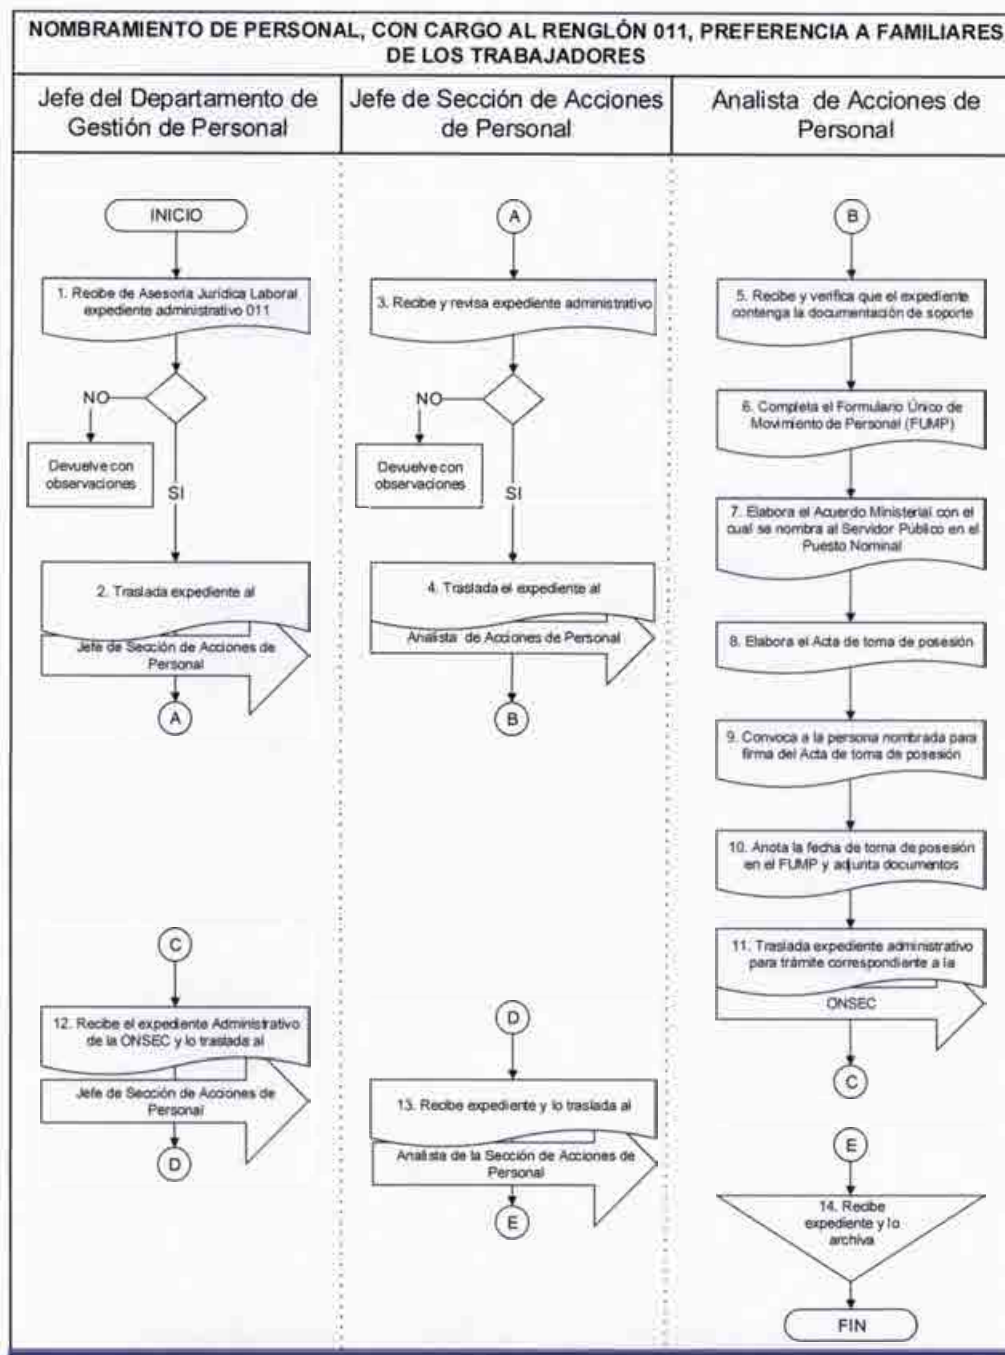 NOMBRAMIENTO DE PERSONAL, CON CARGO AL RENGLÓN 011, PREFERENCIA A FAMILIARES
DE LOS TRABAJADORES
Jefe del Departamento de
Gestión de Personal
Jefe de Sección de Acciones
de Personal
Analista de Acciones de
Personal
INICIO
1. Recibe de Asesoría Jurídica Laboral
expediente administrativo 011
NO
Devuelve con
observaciones
SI
2. Traslada expediente al
Jefe de Sección de Acciones de
Personal
A
C
12. Recibe el expediente Administrativo
de la ONSEC y lo traslada al
Jefe de Sección de Acciones de
Personal
D
A
3. Recibe y revisa expediente administrativo
NO
Devuelve con
observaciones
SI
4. Traslada el expediente al
Analista de Acciones de Personal
B
D
13. Recibe expediente y lo traslada al
Analista de la Sección de Acciones de
Personal
E
B
5. Recibe y verifica que el expediente
contenga la documentación de soporte
6. Completa el Formulario Único de
Movimiento de Personal (FUMP)
7. Elabora el Acuerdo Ministerial con el
cual se nombra al Servidor Público en el
Puesto Nominal
8. Elabora el Acta de toma de posesión
9. Convoca a la persona nombrada para
firma del Acta de toma de posesión
10. Anota la fecha de toma de posesión
en el FUMP y adjunta documentos
11. Traslada expediente administrativo
para trámite correspondiente a la
ONSEC
C
E
14. Recibe
expediente y lo
archiva
FIN